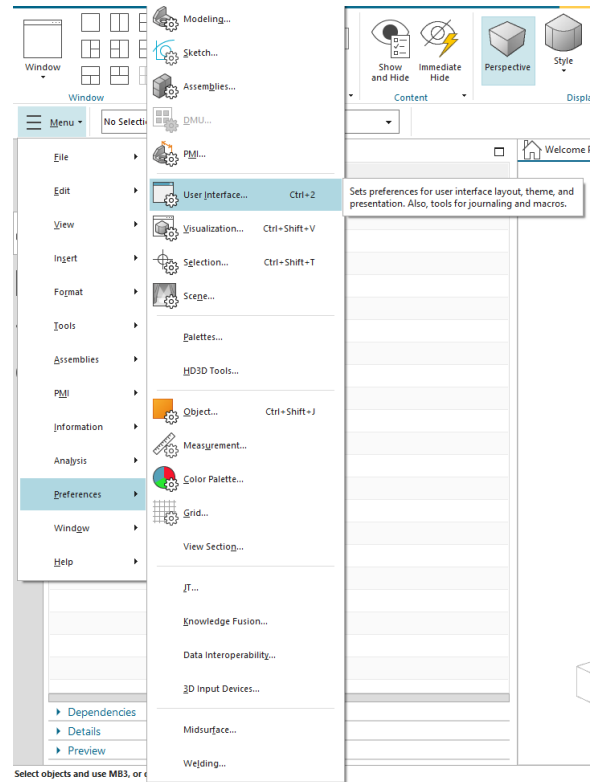 Window
Show and Hide
Immediate Hide
Perspective
Style
Window
Content
Menu
Welcome
File
Edit
View
Insert
Format
Tools
Assemblies
PMI
Information
Analysis
Preferences
Window
Help
Modeling...
Sketch...
Assemblies...
DMU...
PMI...
User Interface... Ctrl+2
Visualization... Ctrl+Shift+V
Selection... Ctrl+Shift+T
Scene...
Palettes...
HD3D Tools...
Object... Ctrl+Shift+J
Measurement...
Color Palette...
Grid...
View Section...
JT...
Knowledge Fusion...
Data Interoperability...
3D Input Devices...
Midsurface...
Welding...
Sets preferences for user interface layout, theme, and
presentation. Also, tools for journaling and macros.
Dependencies
Details
Preview
Select objects and use MB3, or